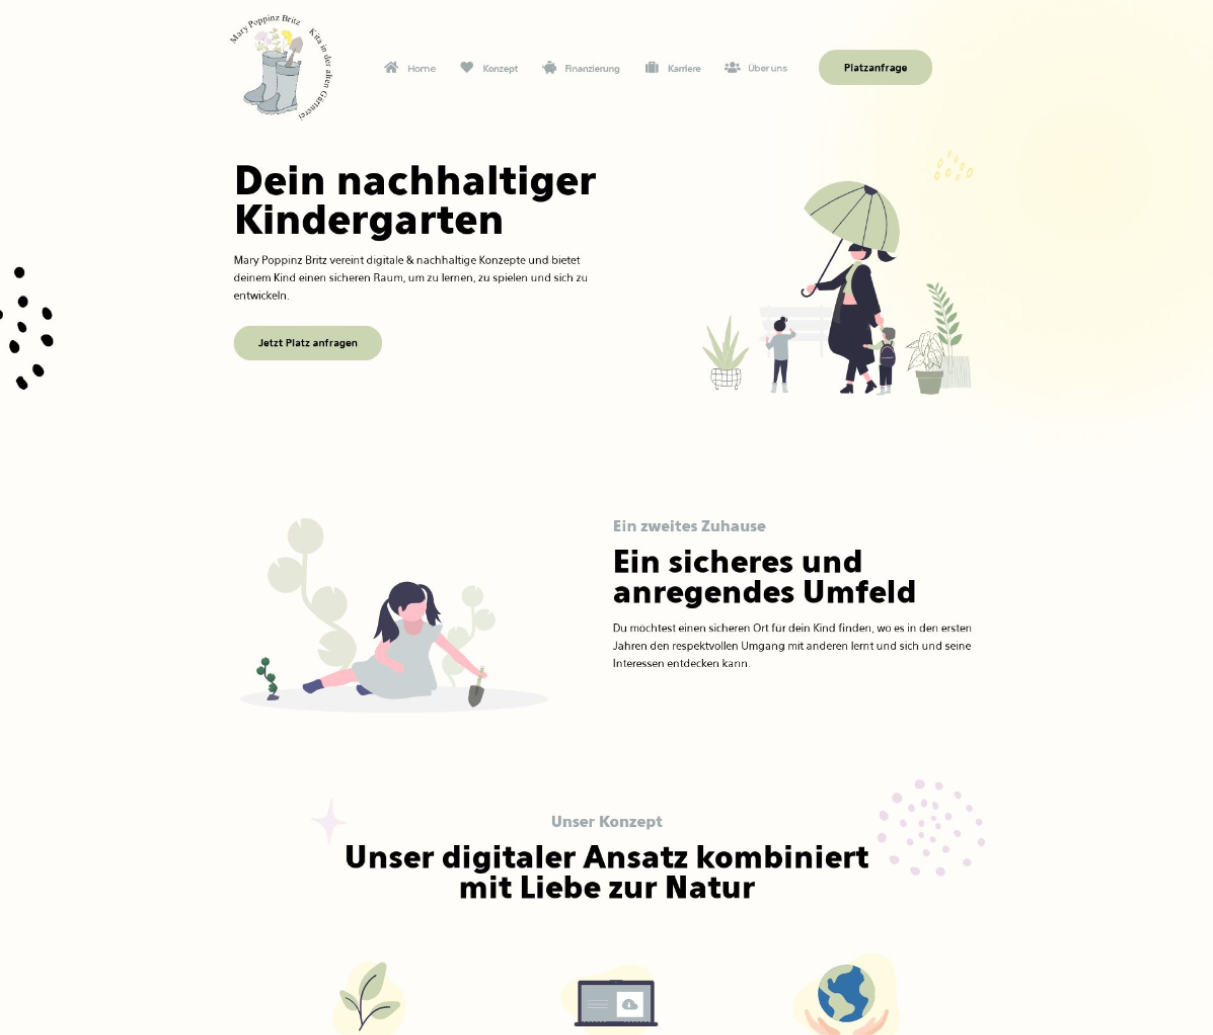 Mary Poppinz Britz Kita in der alten Gärtnerei
Home Konzept Finanzierung Karriere Über uns Platzanfrage
Dein nachhaltiger
Kindergarten
Mary Poppinz Britz vereint digitale & nachhaltige Konzepte und bietet
deinem Kind einen sicheren Raum, um zu lernen, zu spielen und sich zu
entwickeln.
Jetzt Platz anfragen
Ein zweites Zuhause
Ein sicheres und
anregendes Umfeld
Du möchtest einen sicheren Ort für dein Kind finden, wo es in den ersten
Jahren den respektvollen Umgang mit anderen lernt und sich und seine
Interessen entdecken kann.
Unser Konzept
Unser digitaler Ansatz kombiniert
mit Liebe zur Natur